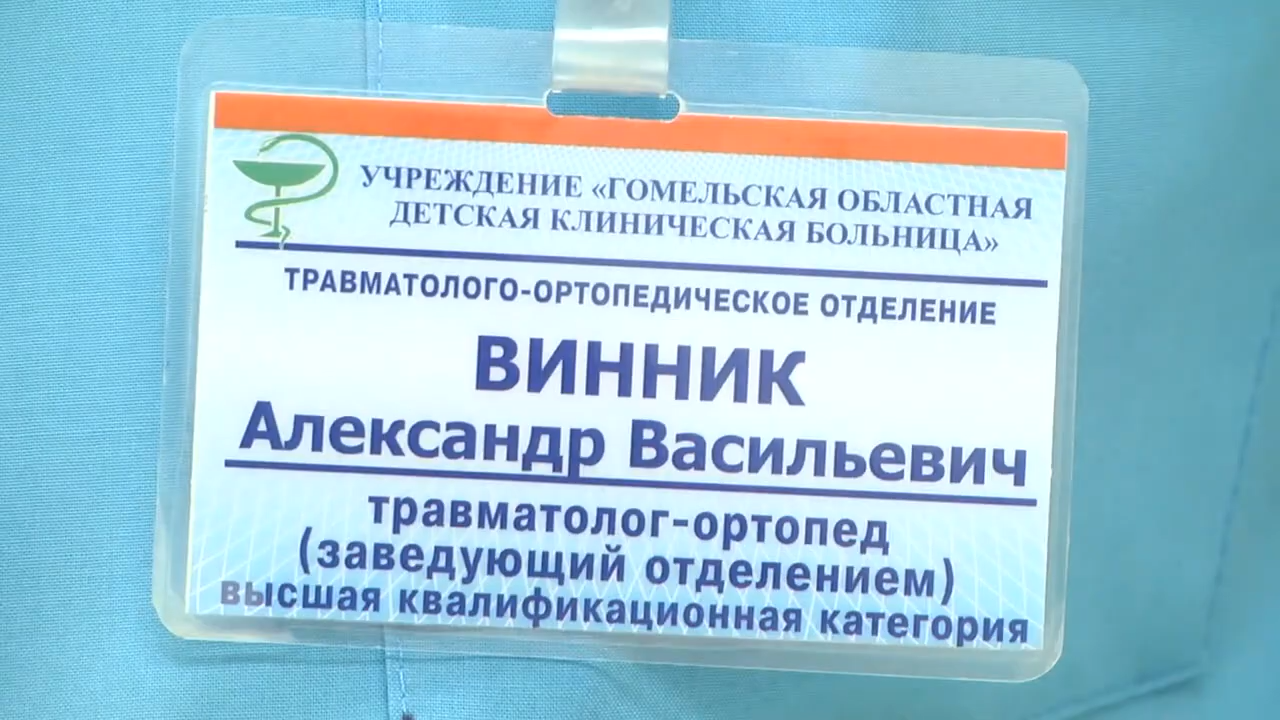 УЧРЕЖДЕНИЕ «ГОМЕЛЬСКАЯ ОБЛАСТНАЯ
ДЕТСКАЯ КЛИНИЧЕСКАЯ БОЛЬНИЦА»
ТРАВМАТОЛОГО-ОРТОПЕДИЧЕСКОЕ ОТДЕЛЕНИЕ
ВИННИК
Александр Васильевич
травматолог-ортопед
(заведующий отделением)
высшая квалификационная категория